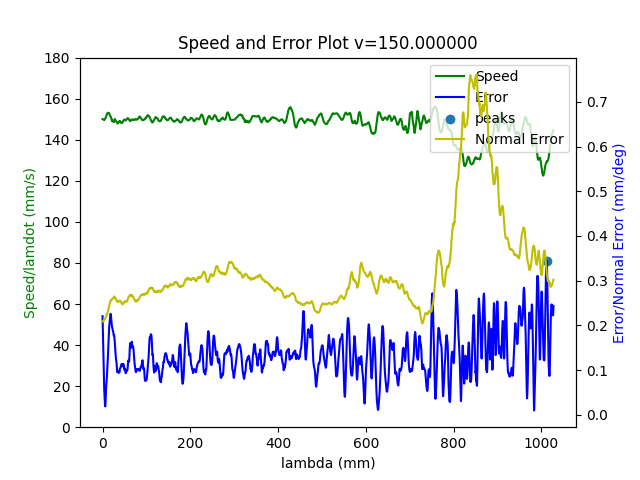 Speed and Error Plot v=150.000000
180
160
140
120
100
80
60
40
20
0
Speed/lamdot (mm/s)
Speed
Error
peaks
Normal Error
0.7
0.6
0.5
0.4
0.3
0.2
0.1
0.0
Error/Normal Error (mm/deg)
0 200 400 600 800 1000
lambda (mm)